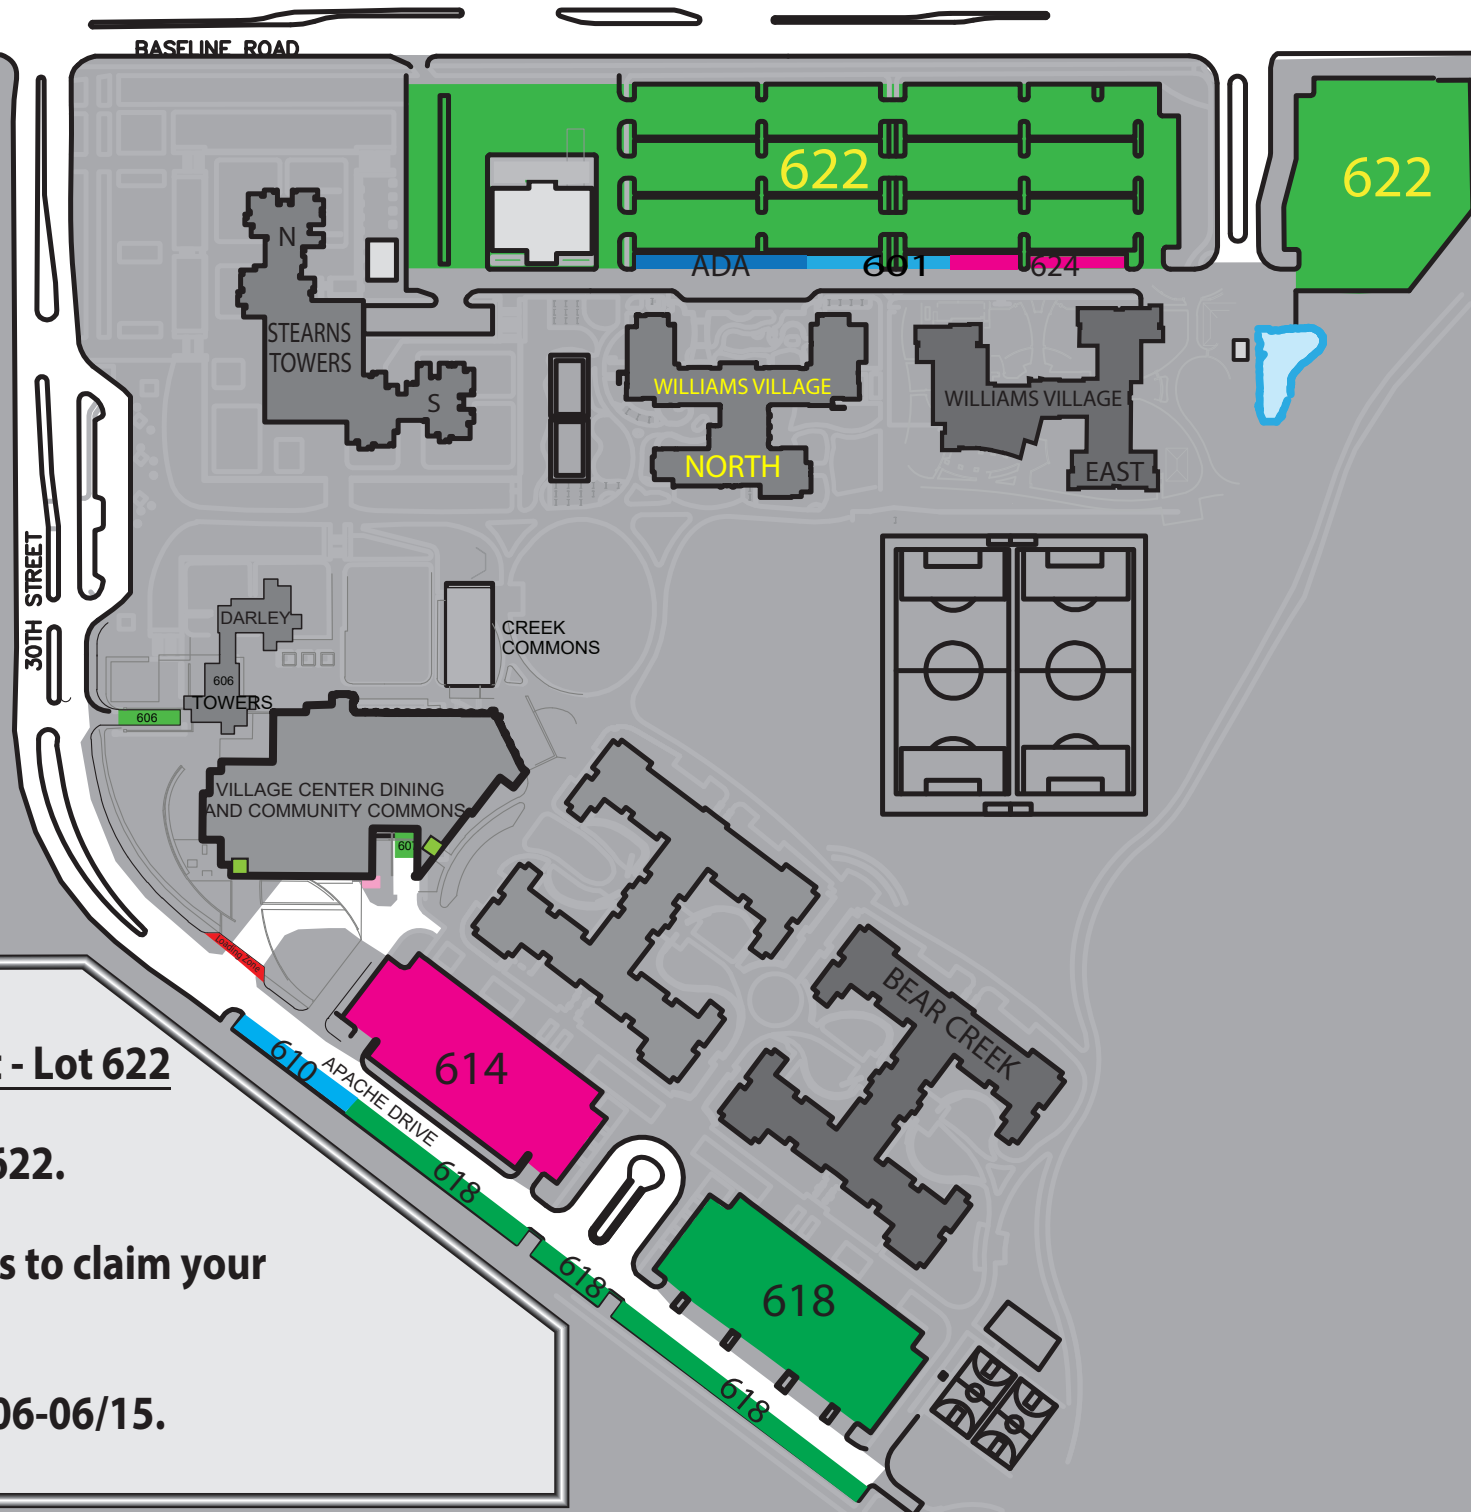 BASELINE ROAD
622
622
ADA
601
624
N
STEARNS
TOWERS
S
WILLIAMS VILLAGE
NORTH
WILLIAMS VILLAGE
EAST
30TH STREET
DARLEY
606
TOWERS
606
CREEK
COMMONS
VILLAGE CENTER DINING
AND COMMUNITY COMMONS
607
Loading Zone
BEAR CREEK
610
APACHE DRIVE
614
618
618
618
618
- Lot 622
622.
s to claim your
06-06/15.